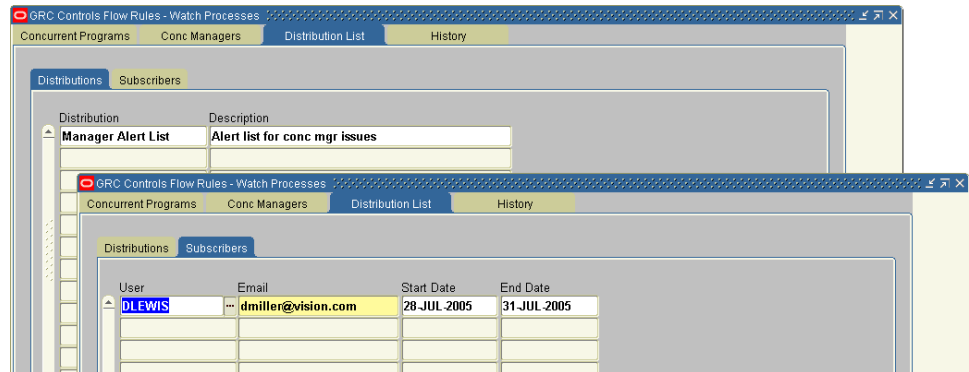 GRC Controls Flow Rules - Watch Processes
Concurrent Programs Conc Managers Distribution List History
Distributions Subscribers
Distribution Description
Manager Alert List Alert list for conc mgr issues
GRC Controls Flow Rules - Watch Processes
Concurrent Programs Conc Managers Distribution List History
Distributions Subscribers
User Email Start Date End Date
DLEWIS ... dmiller@vision.com 28-JUL-2005 31-JUL-2005